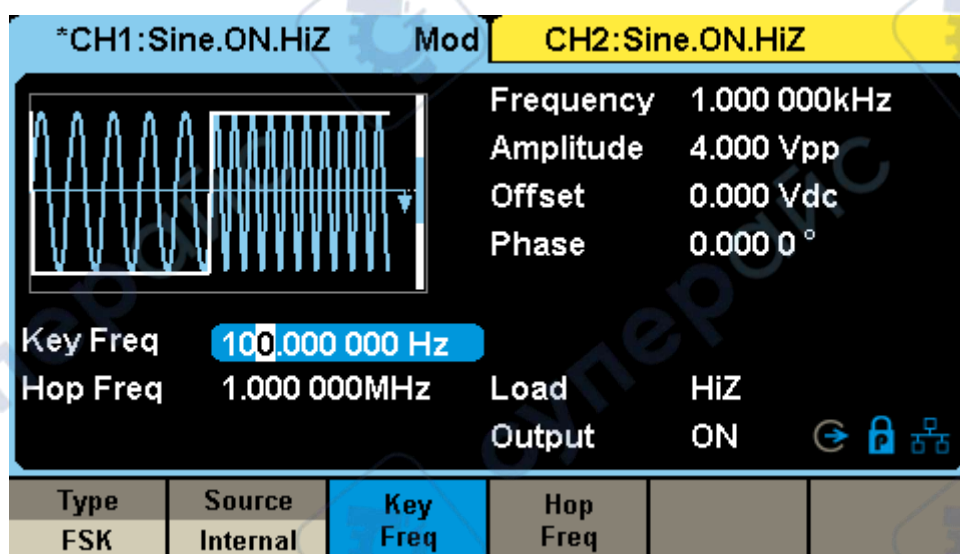 *CH1:Sine.ON.HiZ Mod CH2:Sine.ON.HiZ
Frequency 1.000 000kHz
Amplitude 4.000 Vpp
Offset 0.000 Vdc
Phase 0.000 0 °
Key Freq 100.000 000 Hz
Hop Freq 1.000 000MHz
Load HiZ
Output ON
P
Type Source Key Hop
FSK Internal Freq Freq
супердйс